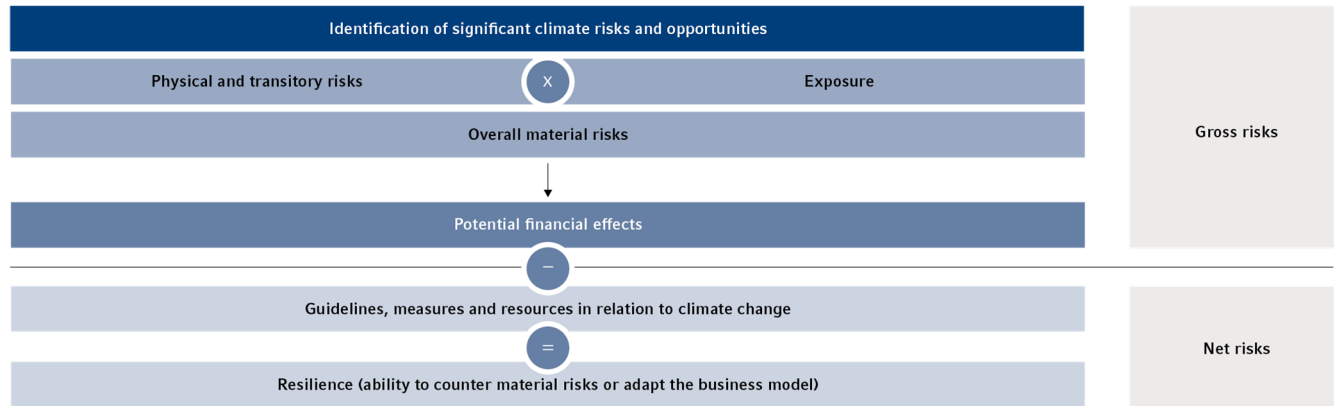 Identification of significant climate risks and opportunities
Physical and transitory risks
x
Exposure
Overall material risks
Gross risks
Potential financial effects
–
Guidelines, measures and resources in relation to climate change
=
Net risks
Resilience (ability to counter material risks or adapt the business model)